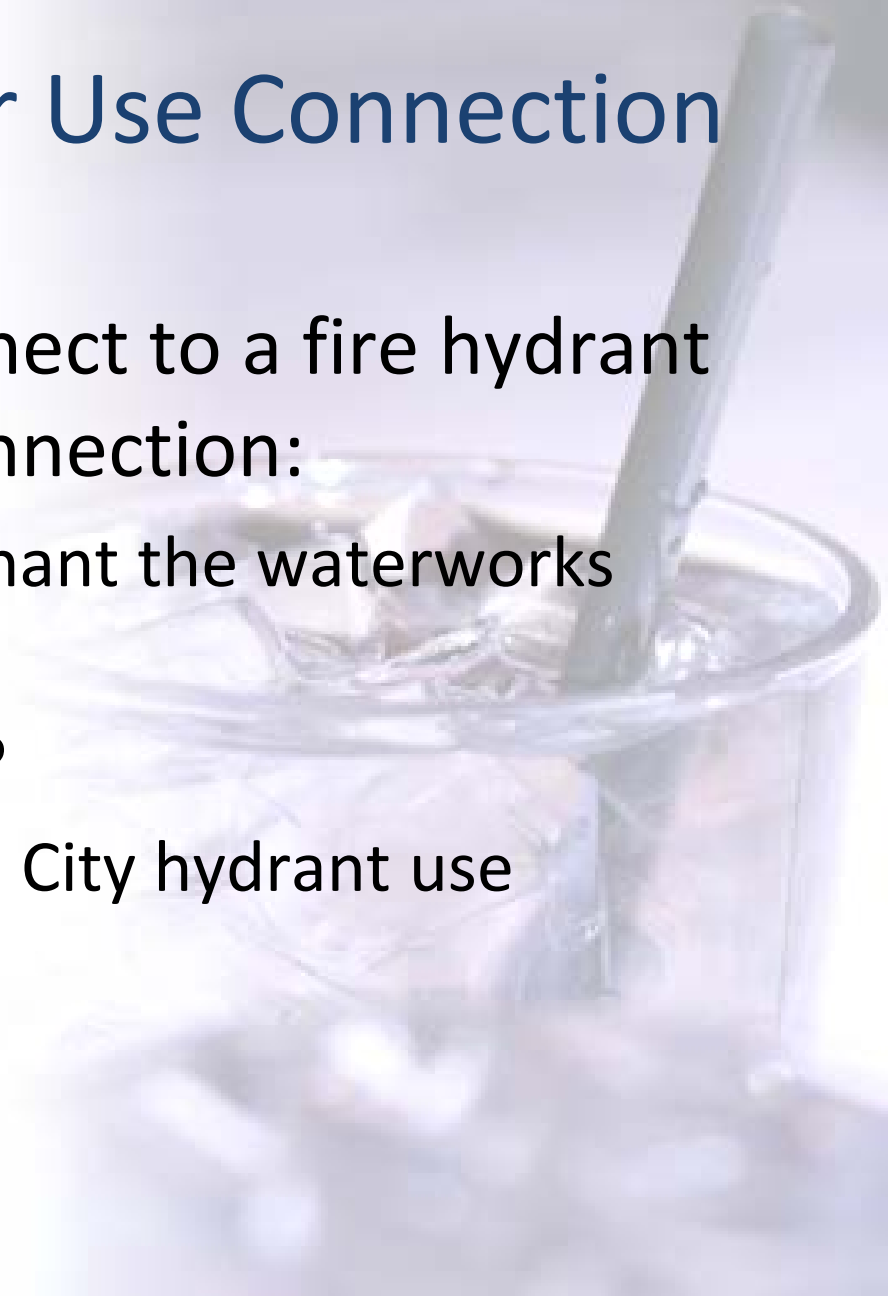 r Use Connection
nect to a fire hydrant
nnection:
nant the waterworks
City hydrant use